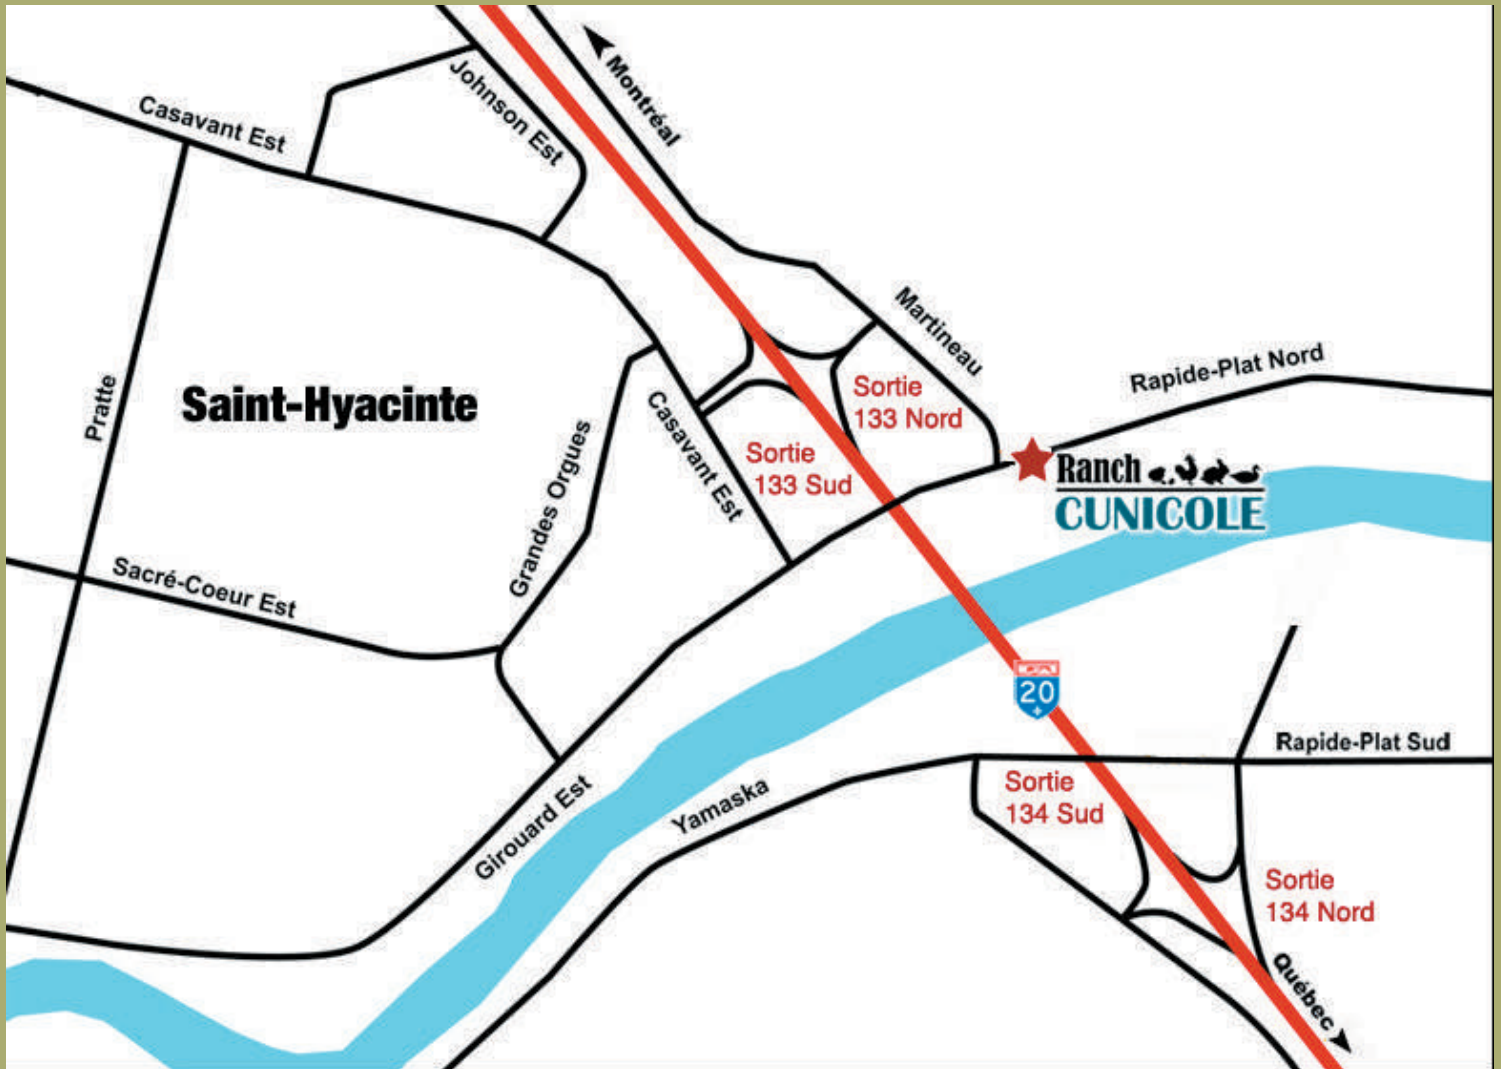 Montréal
Johnson Est
Casavant Est
Martineau
Rapide-Plat Nord
Pratte
Saint-Hyacinte
Sortie
133 Nord
Casavant Est
Sortie
133 Sud
Grandes Orgues
Ranch
CUNICOLE
Sacré-Coeur Est
20
Rapide-Plat Sud
Girouard Est
Yamaska
Sortie
134 Sud
Sortie
134 Nord
Québec